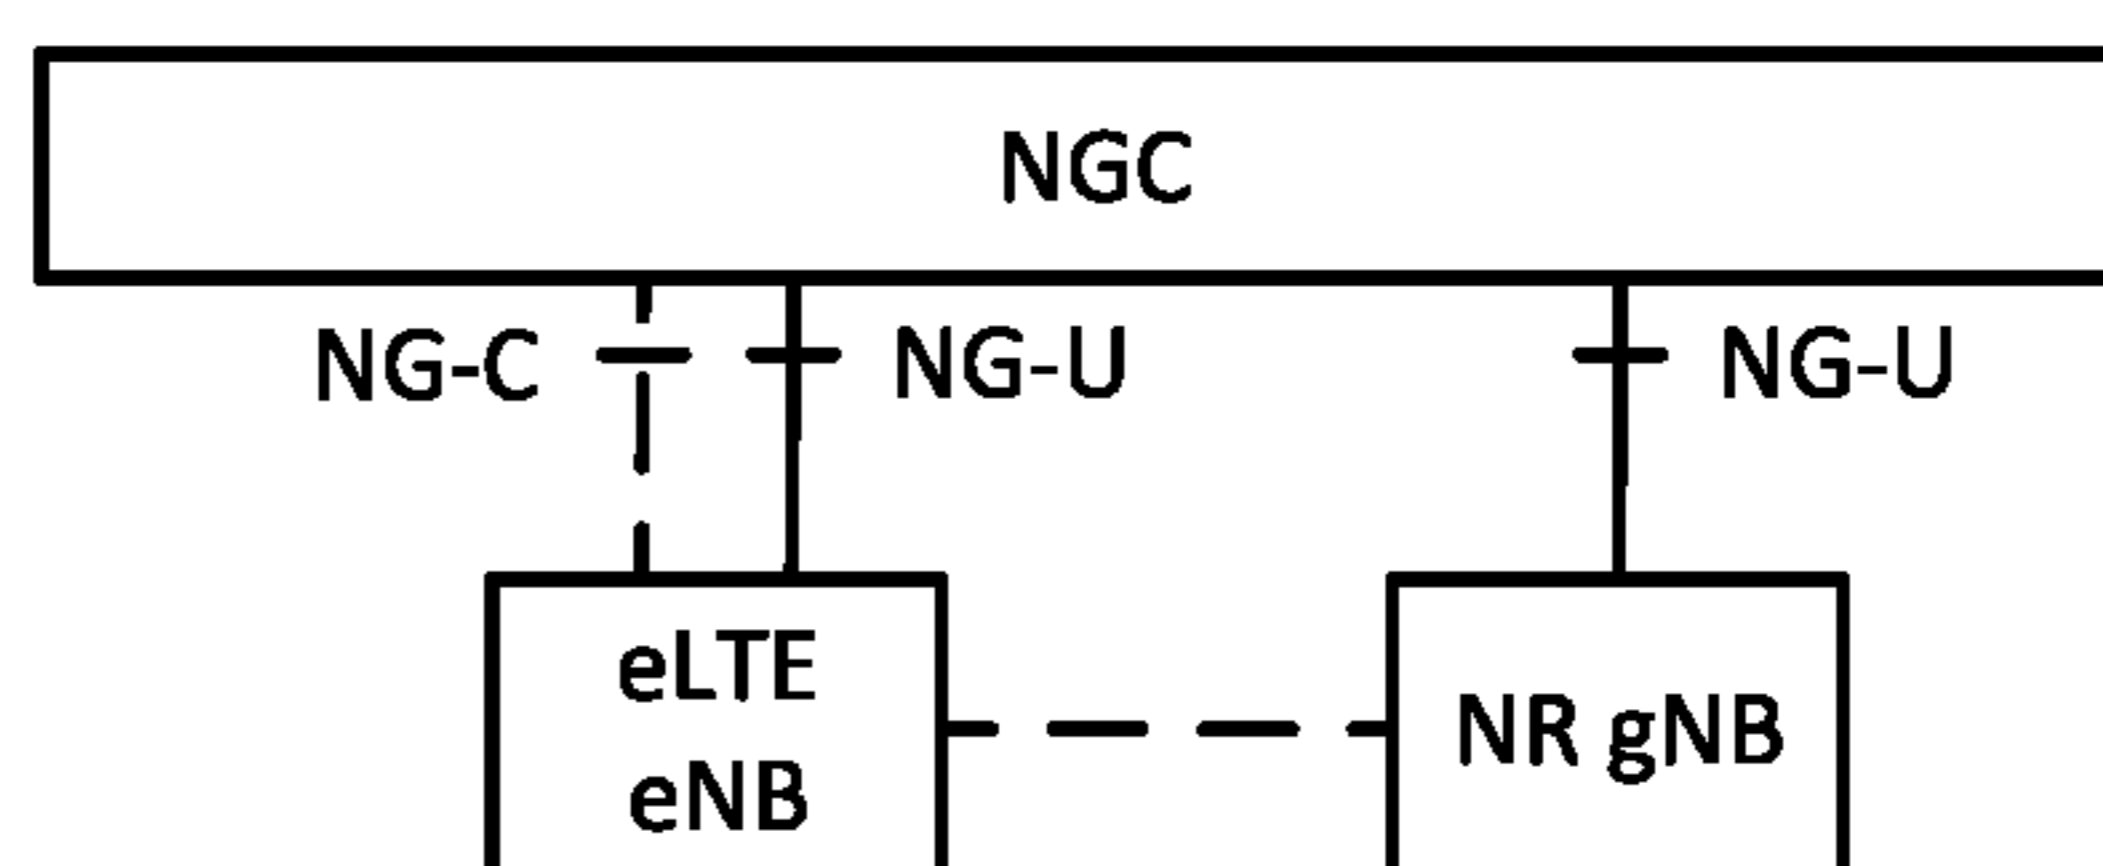 NGC
NG-C
NG-U
NG-U
eLTE
eNB
NR gNB